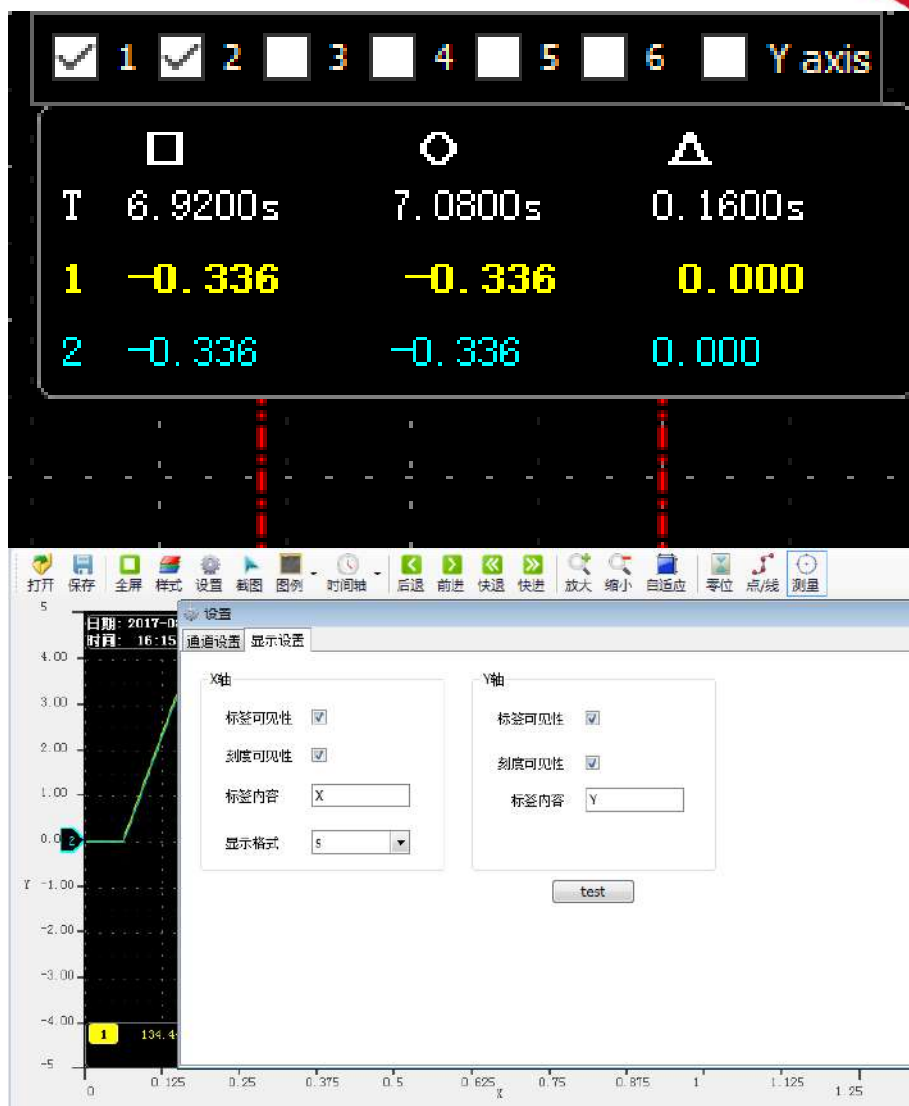 1 2 3 4 5 6 Y axis
T 6.9200s 7.0800s 0.1600s
1 -0.336 -0.336 0.000
2 -0.336 -0.336 0.000
打开 保存 全屏 样式 设置 截图 图例 时间轴 后退 前进 快退 快进 放大 缩小 自适应 零位 点/线 测量
设置
通道设置 显示设置
日期: 2017-0
时间: 16:15
X轴
标签可见性
刻度可见性
标签内容 X
显示格式 s
Y轴
标签可见性
刻度可见性
标签内容 Y
test
5
4.00
3.00
2.00
1.00
0.0 2
Y -1.00
-2.00
-3.00
-4.00
-5
1 134.4
0 0.125 0.25 0.375 0.5 0.625 0.75 0.875 1 1.125 1.25
X